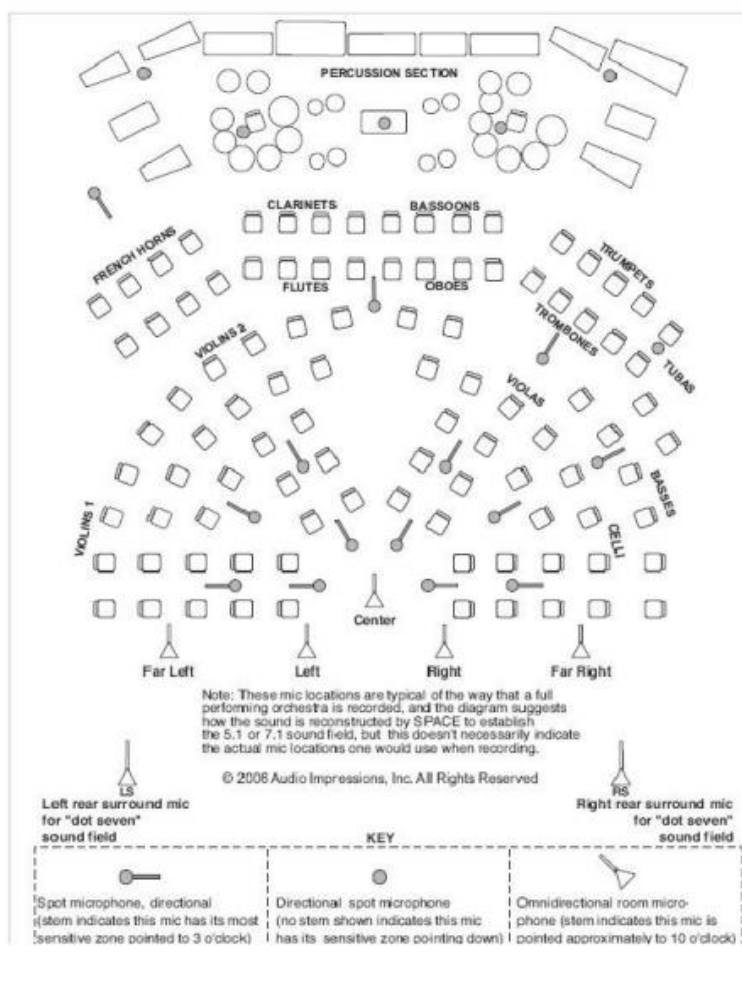 PERCUSSION SECTION
CLARINETS
BASSOONS
FRENCH HORNS
TRUMPETS
FLUTES
OBOES
VIOLINS 2
TROMBONES
TUBAS
VIOLAS
BASSES
VIOLINS 1
CELLI
Center
Far Left
Left
Right
Far Right
Note: These mic locations are typical of the way that a full
performing orchestra is recorded, and the diagram suggests
how the sound is reconstructed by SPACE to establish
the 5.1 or 7.1 sound field, but this doesn't necessarily indicate
the actual mic locations one would use when recording.
© 2006 Audio Impressions, Inc. All Rights Reserved
LS
Left rear surround mic
for "dot seven"
sound field
RS
Right rear surround mic
for "dot seven"
sound field
KEY
Spot microphone, directional
(stem indicates this mic has its most
sensitive zone pointed to 3 o'clock)
Directional spot microphone
(no stem shown indicates this mic
has its sensitive zone pointing down)
Omnidirectional room micro-
phone (stem indicates this mic is
pointed approximately to 10 o'clock)